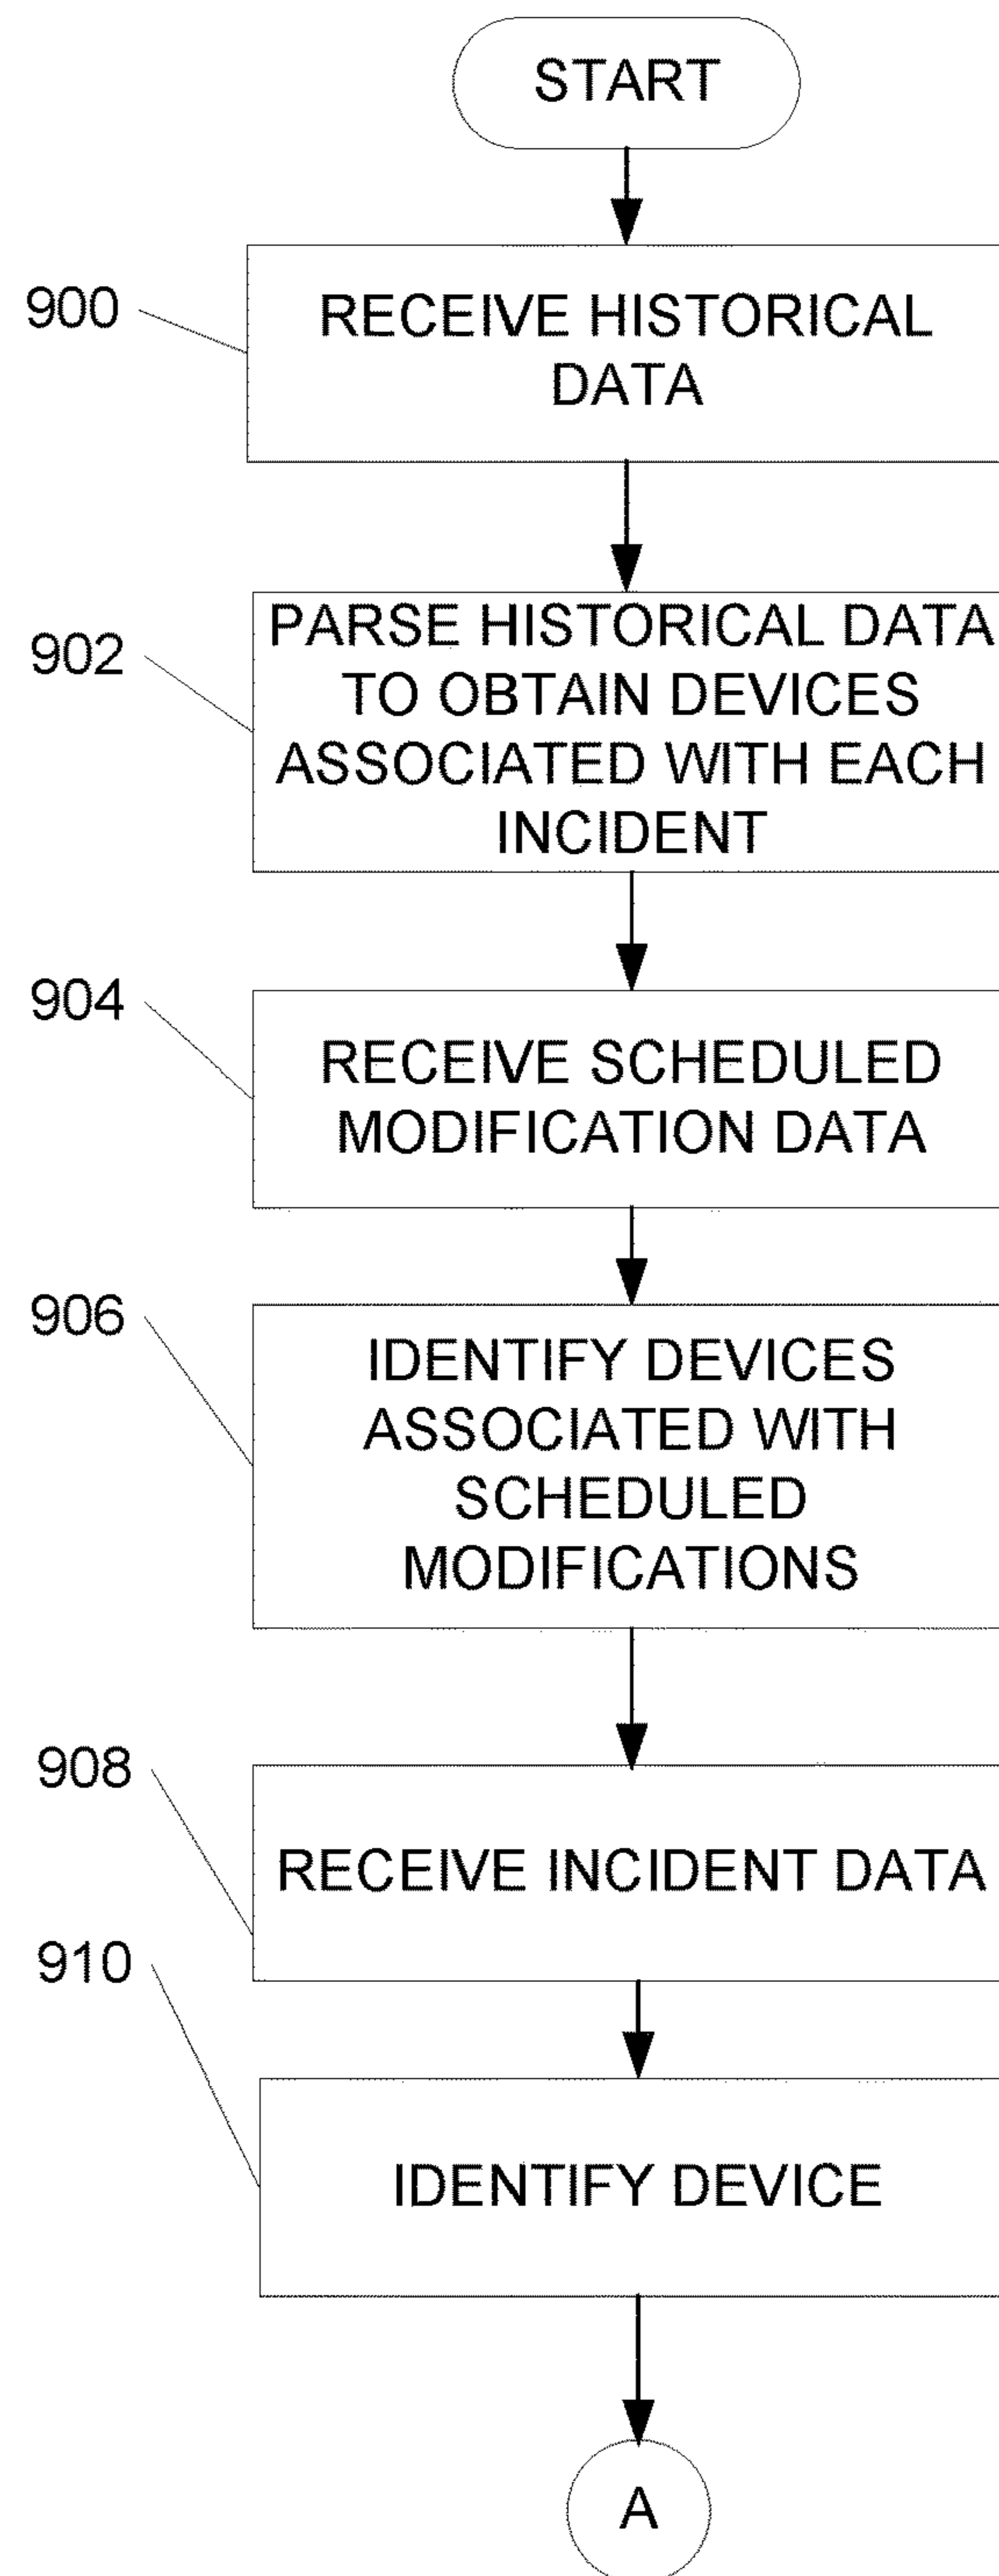 START
900
RECEIVE HISTORICAL
DATA
902
PARSE HISTORICAL DATA
TO OBTAIN DEVICES
ASSOCIATED WITH EACH
INCIDENT
904
RECEIVE SCHEDULED
MODIFICATION DATA
906
IDENTIFY DEVICES
ASSOCIATED WITH
SCHEDULED
MODIFICATIONS
908
RECEIVE INCIDENT DATA
910
IDENTIFY DEVICE
A